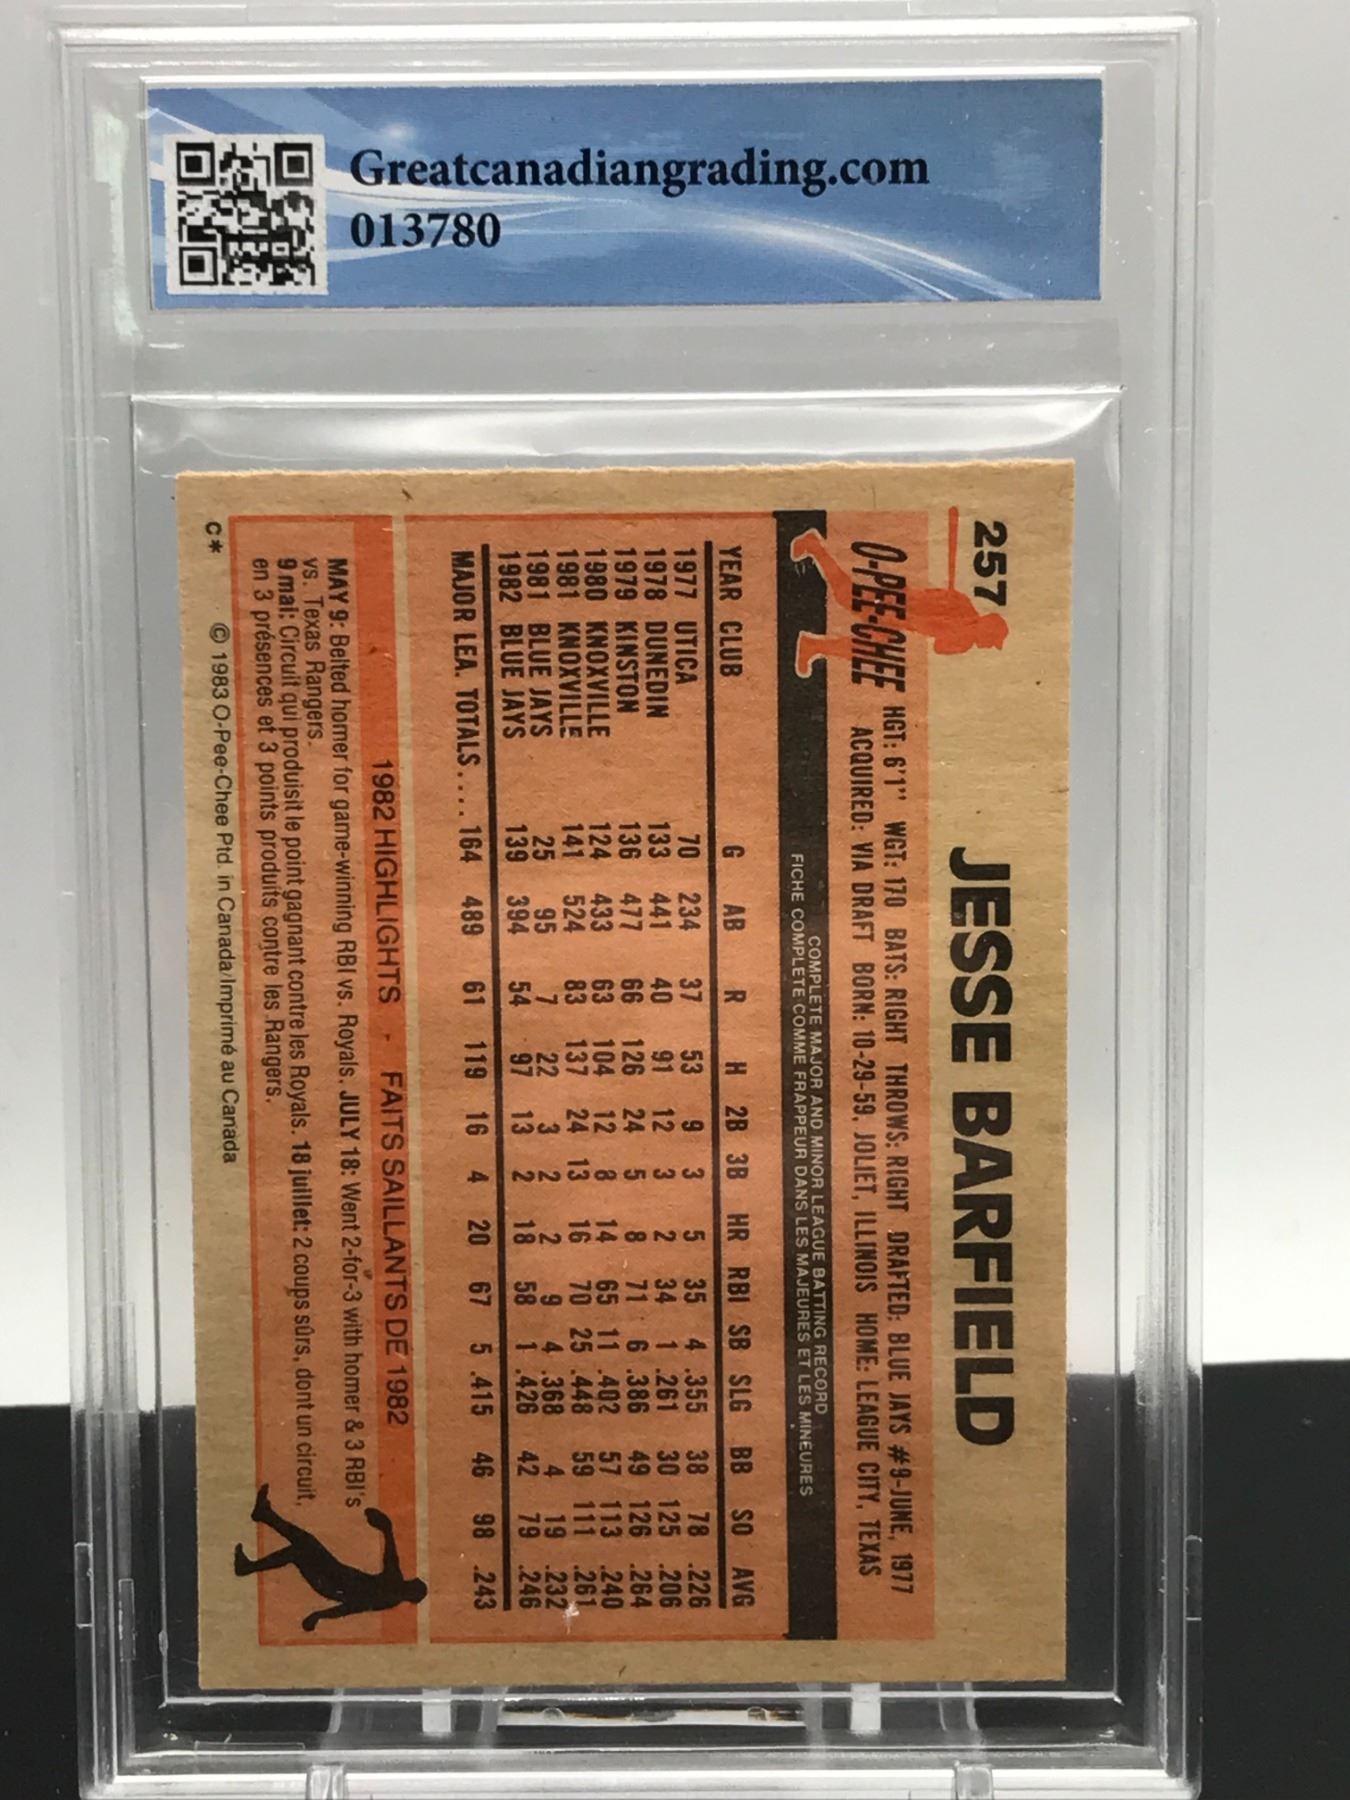 Greatcanadiangrading.com
013780
257
JESSE BARFIELD
O-PEE-CHEE
HGT: 6'1" WGT: 170 BATS: RIGHT THROWS: RIGHT DRAFTED: BLUE JAYS #9-JUNE, 1977
ACQUIRED: VIA DRAFT BORN: 10-29-59, JOLIET, ILLINOIS HOME: LEAGUE CITY, TEXAS
COMPLETE MAJOR AND MINOR LEAGUE BATTING RECORD
FICHE COMPLETE COMME FRAPPEUR DANS LES MAJEURES ET LES MINEURES
YEAR CLUB G AB R H 2B 3B HR RBI SB SLG BB SO AVG
1977 UTICA 70 234 37 53 9 3 5 35 4 .355 38 78 .226
1978 DUNEDIN 133 441 40 91 12 3 2 34 1 .261 30 125 .206
1979 KINSTON 136 477 66 126 24 5 8 71 6 .386 49 126 .264
1980 KNOXVILLE 124 433 63 104 12 8 14 65 11 .402 57 113 .240
1981 KNOXVILLE 141 524 83 137 24 13 16 70 25 .448 59 111 .261
1981 BLUE JAYS 25 95 7 22 3 2 2 9 4 .368 4 19 .232
1982 BLUE JAYS 139 394 54 97 13 2 18 58 1 .426 42 79 .246
MAJOR LEA. TOTALS.... 164 489 61 119 16 4 20 67 5 .415 46 98 .243
1982 HIGHLIGHTS - FAITS SAILLANTS DE 1982
MAY 9: Belted homer for game-winning RBI vs. Royals. JULY 18: Went 2-for-3 with homer & 3 RBI's
vs. Texas Rangers.
9 mai: Circuit qui produisit le point gagnant contre les Royals. 18 juillet: 2 coups sûrs, dont un circuit,
en 3 présences et 3 points produits contre les Rangers.
C* © 1983 O-Pee-Chee Ptd. in Canada/Imprimé au Canada